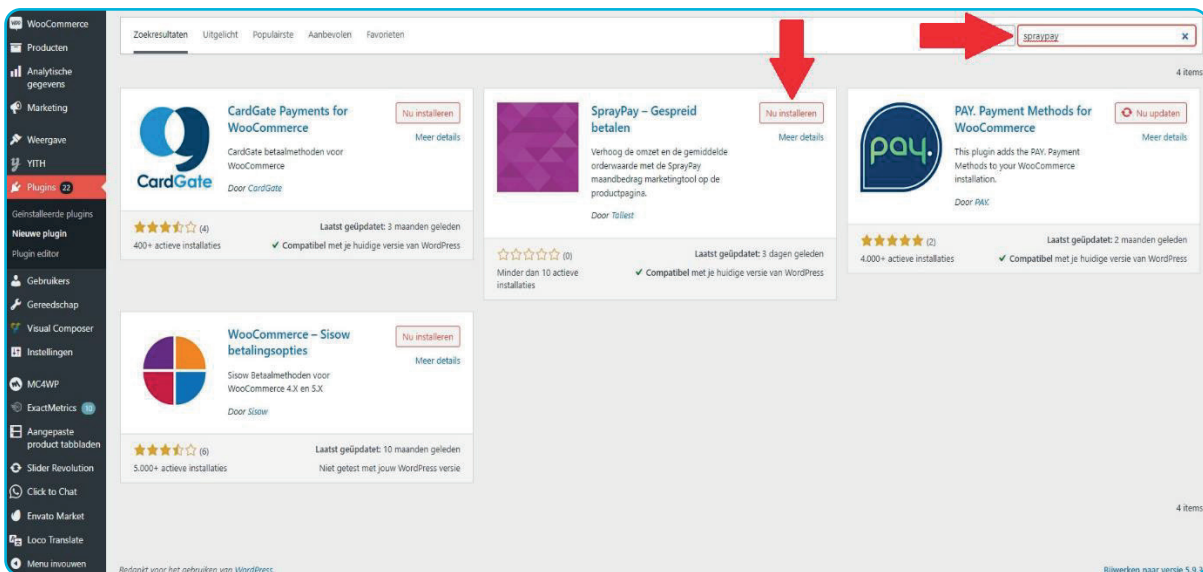 WooCommerce
Producten
Analytische
gegevens
Marketing
Weergave
YITH
Plugins 22
Geïnstalleerde plugins
Nieuwe plugin
Plugin editor
Gebruikers
Gereedschap
Visual Composer
Instellingen
MC4WP
ExactMetrics 10
Aangepaste
product tabbladen
Slider Revolution
Click to Chat
Envato Market
Loco Translate
Menu invouwen
Zoekresultaten Uitgelicht Populairste Aanbevolen Favorieten
spraypay
4 items
CardGate
CardGate Payments for
WooCommerce
Nu installeren
Meer details
CardGate betaalmethoden voor
WooCommerce
Door CardGate
(4)
400+ actieve installaties
Laatst geüpdatet: 3 maanden geleden
Compatibel met je huidige versie van WordPress
SprayPay – Gespreid
betalen
Nu installeren
Meer details
Verhoog de omzet en de gemiddelde
orderwaarde met de SprayPay
maandbedrag marketingtool op de
productpagina.
Door Tallest
(0)
Minder dan 10 actieve
installaties
Laatst geüpdatet: 3 dagen geleden
Compatibel met je huidige versie van WordPress
pay.
PAY. Payment Methods for
WooCommerce
Nu updaten
Meer details
This plugin adds the PAY. Payment
Methods to your WooCommerce
installation.
Door PAY.
(2)
4.000+ actieve installaties
Laatst geüpdatet: 2 maanden geleden
Compatibel met je huidige versie van WordPress
WooCommerce – Sisow
betalingsopties
Nu installeren
Meer details
Sisow Betaalmethoden voor
WooCommerce 4.X en 5.X
Door Sisow
(6)
5.000+ actieve installaties
Laatst geüpdatet: 10 maanden geleden
Niet getest met jouw WordPress versie
4 items
Bedankt voor het gebruiken van WordPress.
Bijwerken naar versie 5.9.3